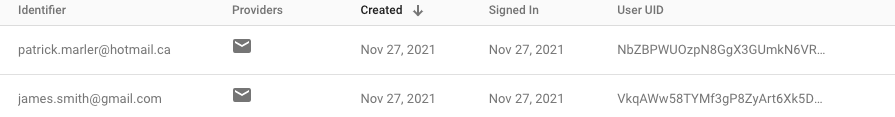 Identifier Providers Created ↓ Signed In User UID
patrick.marler@hotmail.ca Nov 27, 2021 Nov 27, 2021 NbZBPWUOzpN8GgX3GUmkN6VR...
james.smith@gmail.com Nov 27, 2021 Nov 27, 2021 VkqAWw58TYMf3gP8ZyArt6Xk5D...